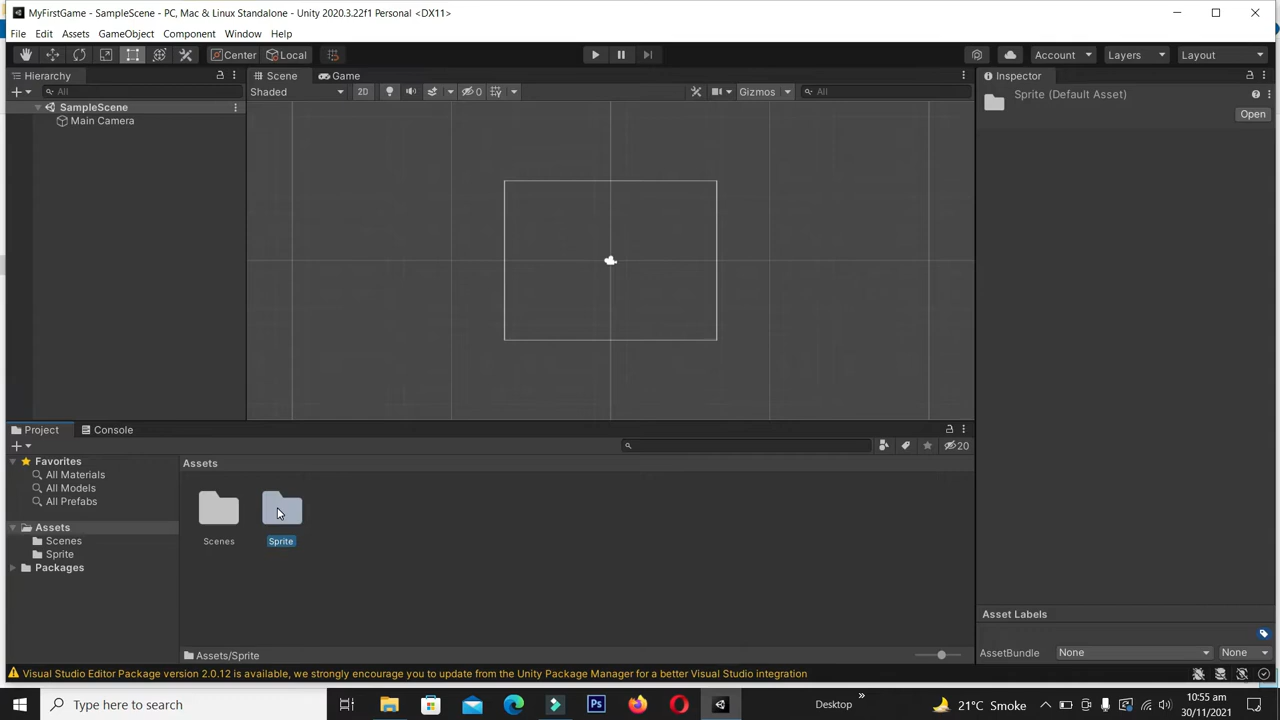 MyFirstGame - SampleScene - PC, Mac & Linux Standalone - Unity 2020.3.22f1 Personal <DX11>
File Edit Assets GameObject Component Window Help
Center Local Account Layers Layout
Hierarchy Scene Game Inspector
All Shaded 2D 0 Gizmos All Sprite (Default Asset)
SampleScene Open
Main Camera
Project Console
20
Favorites Assets
All Materials
All Models
All Prefabs
Assets
Scenes Scenes Sprite
Sprite
Packages
Asset Labels
Assets/Sprite AssetBundle None None
Visual Studio Editor Package version 2.0.12 is available, we strongly encourage you to update from the Unity Package Manager for a better Visual Studio integration
Type here to search Ps Desktop » 21°C Smoke 10:55 am
30/11/2021